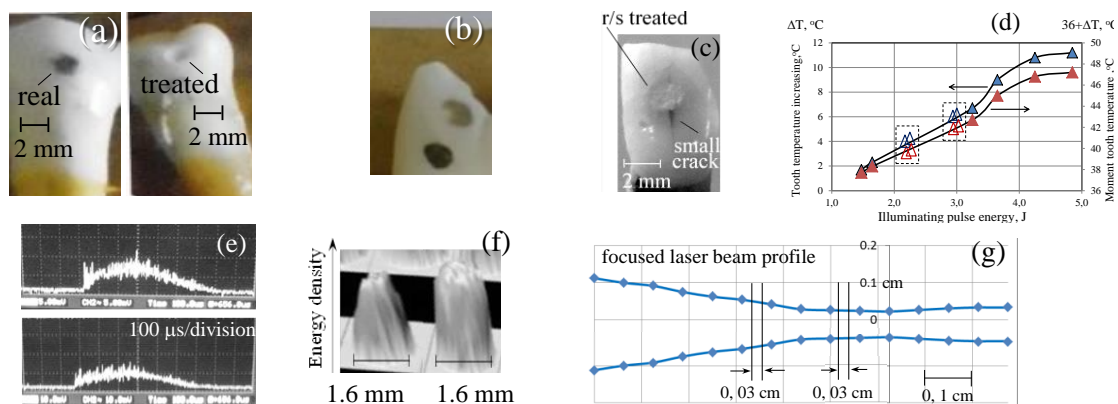 (a)
real
2 mm
treated
2 mm
(b)
r/s treated
(c)
small
crack
2 mm
ΔT, °C
(d)
36+ΔT, °C
Tooth temperature increasing,°C
12
10
8
6
4
2
0
1,0
2,0
3,0
4,0
5,0
Illuminating pulse energy, J
50
48
46
44
42
40
38
36
Moment tooth temperature ,°C
(e)
100 μs/division
(f)
Energy density
1.6 mm
1.6 mm
focused laser beam profile
(g)
0.2
0.1 cm
0
0, 03 cm
0, 03 cm
0, 1 cm